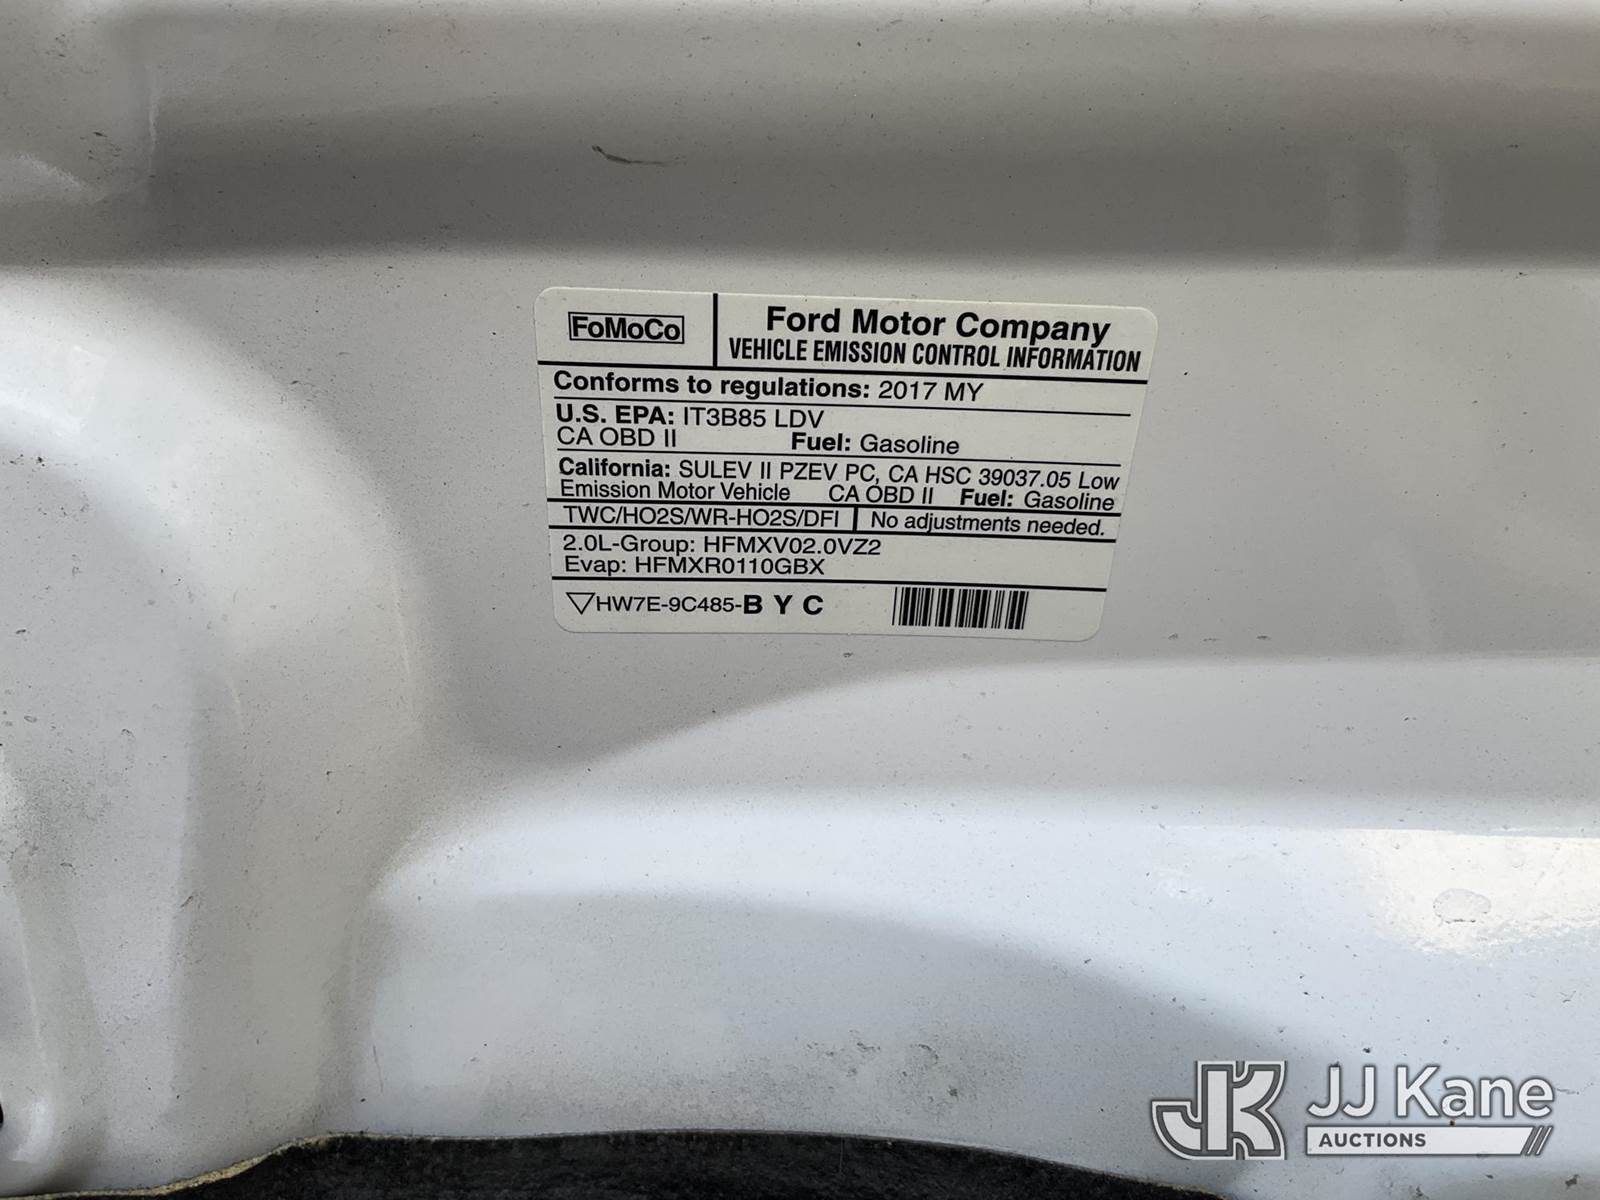 FoMoCo
Ford Motor Company
VEHICLE EMISSION CONTROL INFORMATION
Conforms to regulations: 2017 MY
U.S. EPA: IT3B85 LDV
CA OBD II Fuel: Gasoline
California: SULEV II PZEV PC, CA HSC 39037.05 Low
Emission Motor Vehicle CA OBD II Fuel: Gasoline
TWC/HO2S/WR-HO2S/DFI No adjustments needed.
2.0L-Group: HFMXV02.0VZ2
Evap: HFMXR0110GBX
HW7E-9C485-B Y C
JK JJ Kane
AUCTIONS